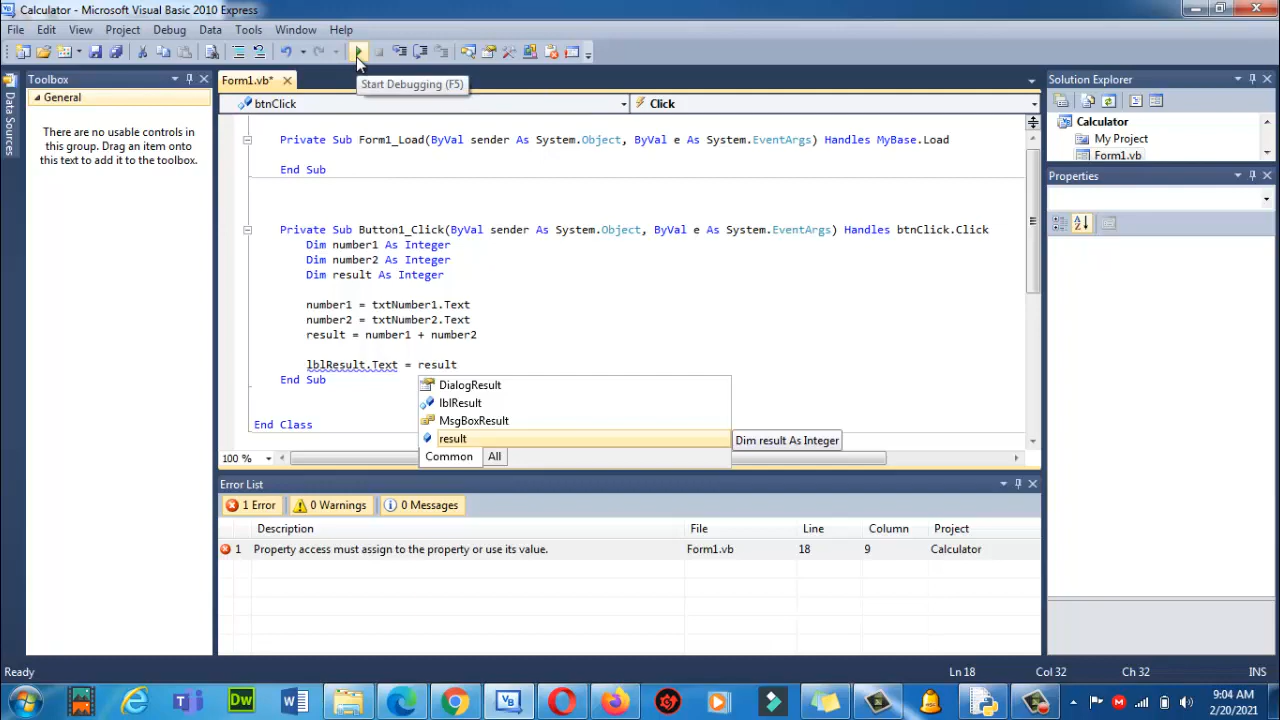 Calculator - Microsoft Visual Basic 2010 Express
File Edit View Project Debug Data Tools Window Help
Start Debugging (F5)
Data Sources
Toolbox
General
There are no usable controls in
this group. Drag an item onto
this text to add it to the toolbox.
Form1.vb*
btnClick
Click
Private Sub Form1_Load(ByVal sender As System.Object, ByVal e As System.EventArgs) Handles MyBase.Load
End Sub
Private Sub Button1_Click(ByVal sender As System.Object, ByVal e As System.EventArgs) Handles btnClick.Click
Dim number1 As Integer
Dim number2 As Integer
Dim result As Integer
number1 = txtNumber1.Text
number2 = txtNumber2.Text
result = number1 + number2
lblResult.Text = result
End Sub
End Class
DialogResult
lblResult
MsgBoxResult
result
Common All
Dim result As Integer
100 %
Solution Explorer
Calculator
My Project
Form1.vb
Properties
Error List
1 Error 0 Warnings 0 Messages
Description File Line Column Project
1 Property access must assign to the property or use its value. Form1.vb 18 9 Calculator
Ready Ln 18 Col 32 Ch 32 INS
9:04 AM
2/20/2021